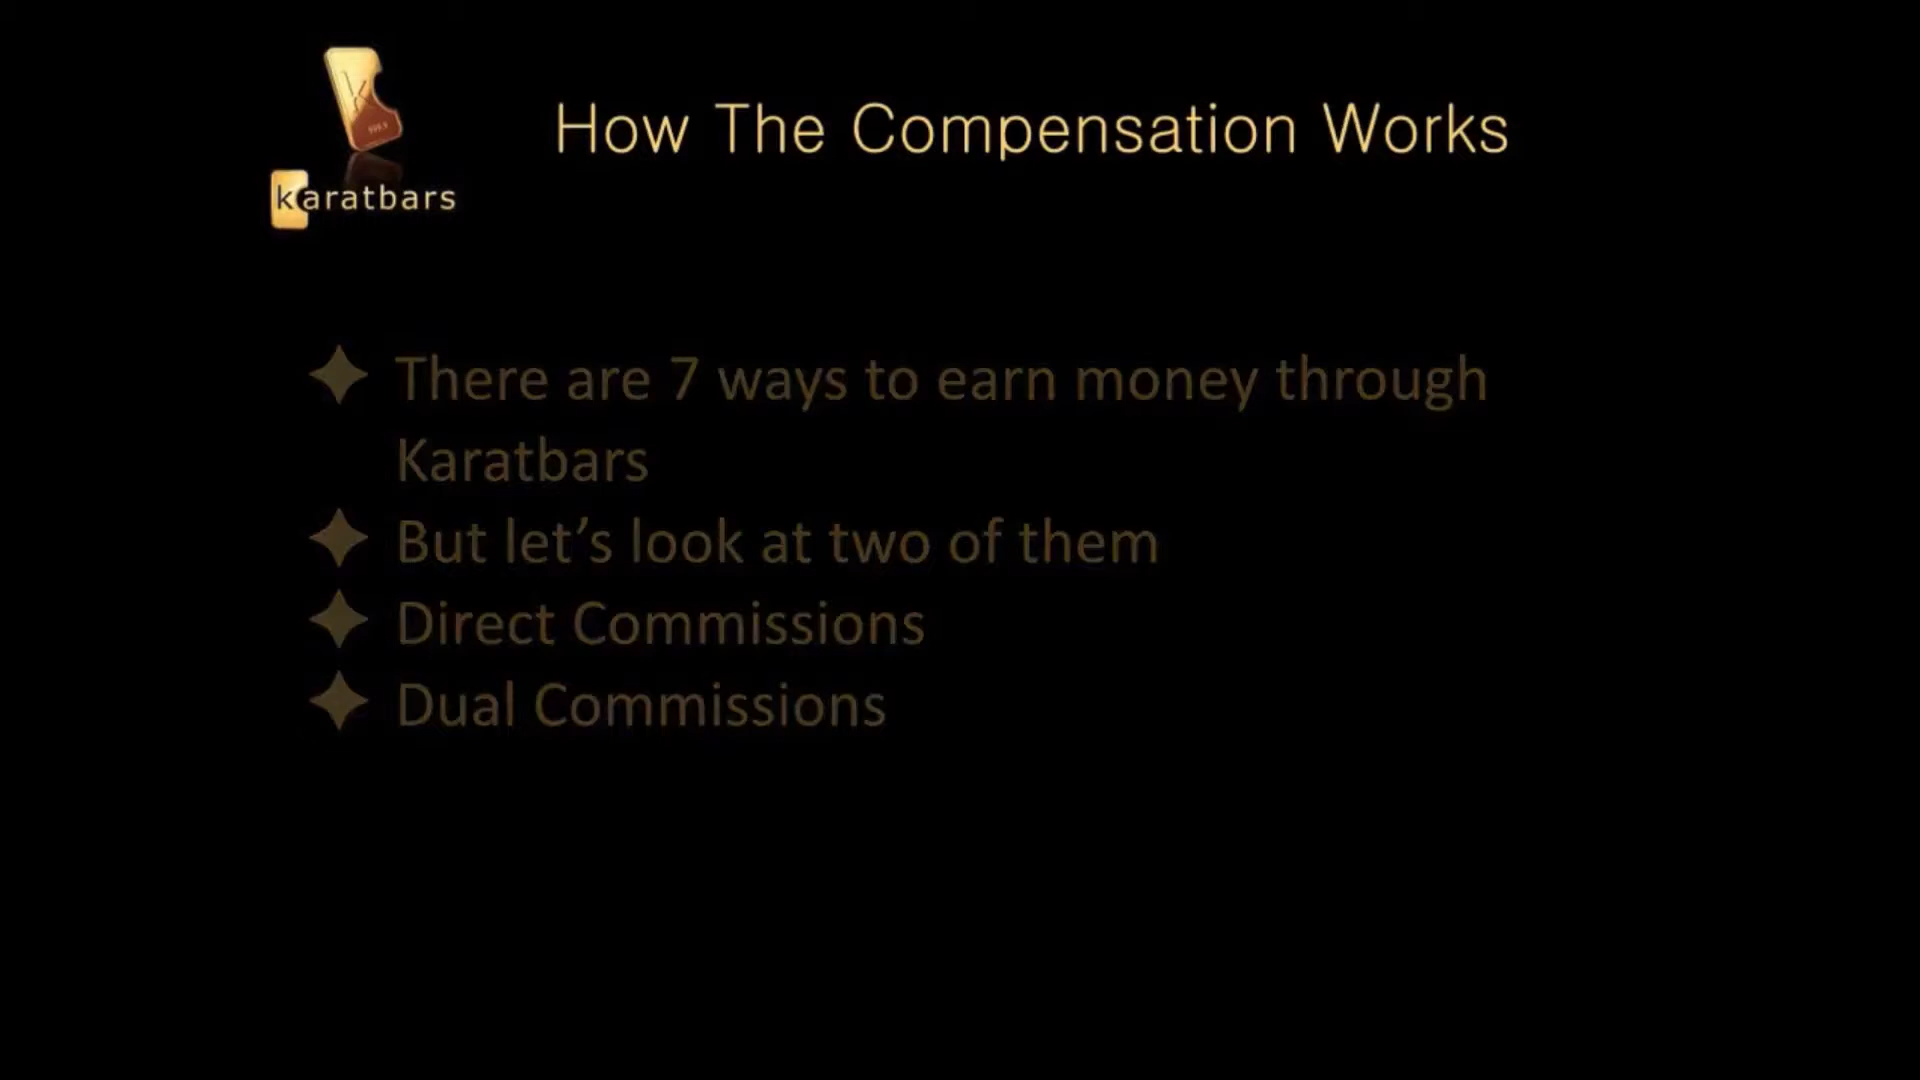 How The Compensation Works
karatbars
There are 7 ways to earn money through
Karatbars
But let’s look at two of them
Direct Commissions
Dual Commissions